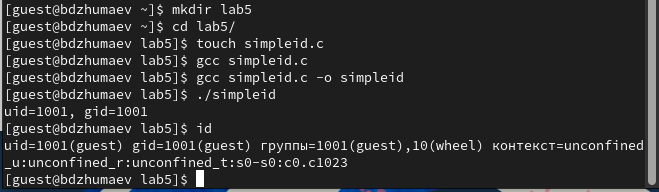 [guest@bdzhumaev ~]$ mkdir lab5
[guest@bdzhumaev ~]$ cd lab5/
[guest@bdzhumaev lab5]$ touch simpleid.c
[guest@bdzhumaev lab5]$ gcc simpleid.c
[guest@bdzhumaev lab5]$ gcc simpleid.c -o simpleid
[guest@bdzhumaev lab5]$ ./simpleid
uid=1001, gid=1001
[guest@bdzhumaev lab5]$ id
uid=1001(guest) gid=1001(guest) группы=1001(guest),10(wheel) контекст=unconfined
_u:unconfined_r:unconfined_t:s0-s0:c0.c1023
[guest@bdzhumaev lab5]$